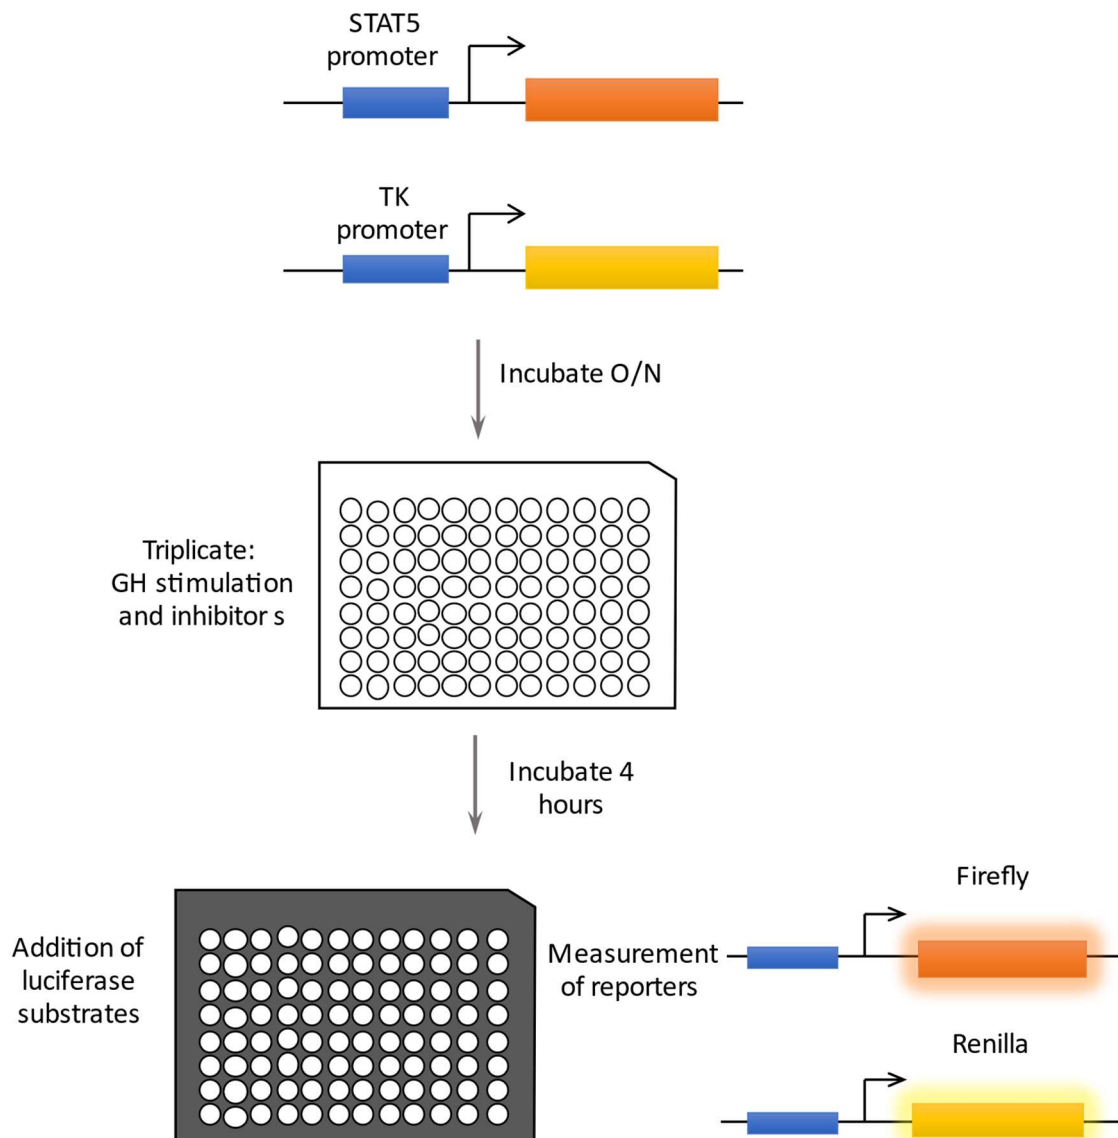 STAT5
promoter
TK
promoter
Incubate O/N
Triplicate:
GH stimulation
and inhibitor s
Incubate 4
hours
Addition of
luciferase
substrates
Measurement
of reporters
Firefly
Renilla